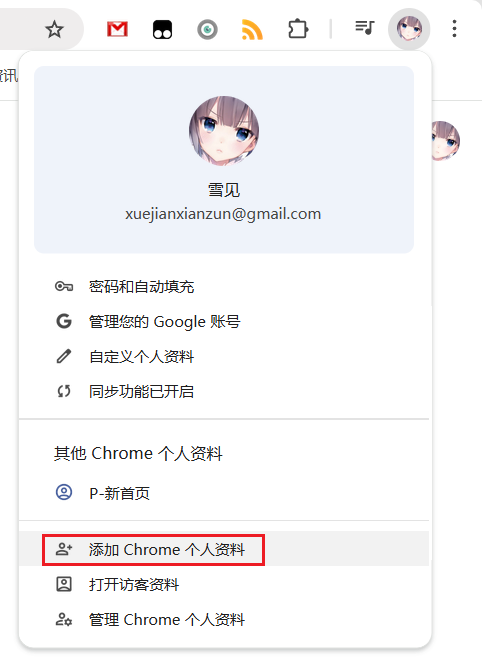 资讯
雪见
xuejianxianzun@gmail.com
密码和自动填充
管理您的 Google 账号
自定义个人资料
同步功能已开启
其他 Chrome 个人资料
P-新首页
添加 Chrome 个人资料
打开访客资料
管理 Chrome 个人资料